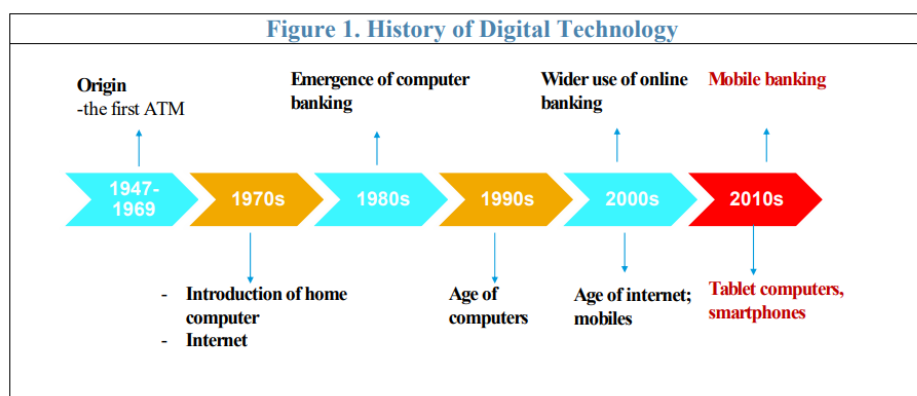 Figure 1. History of Digital Technology
Origin
-the first ATM
Emergence of computer
banking
Wider use of online
banking
Mobile banking
1947-
1969
1970s
1980s
1990s
2000s
2010s
- Introduction of home
computer
- Internet
Age of
computers
Age of internet;
mobiles
Tablet computers,
smartphones